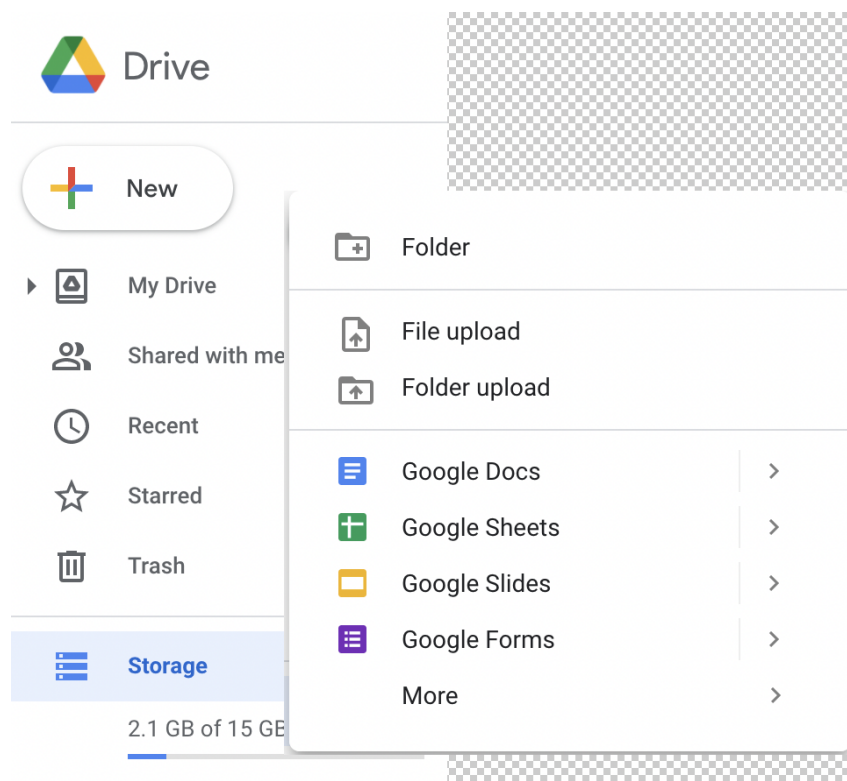 Drive
New
My Drive
Shared with me
Recent
Starred
Trash
Storage
2.1 GB of 15 GB
Folder
File upload
Folder upload
Google Docs
Google Sheets
Google Slides
Google Forms
More